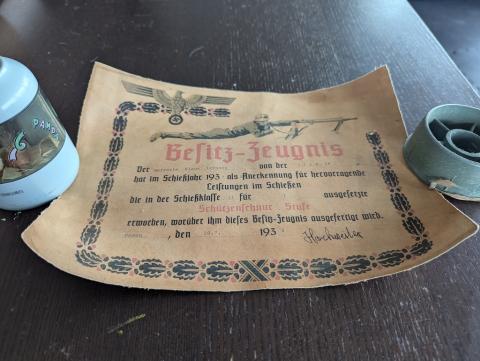 Besitz-Zeugnis
Der von der
hat im Schießjahr 193 als Anerkennung für hervorragende
Leistungen im Schießen
die in der Schießklasse für ausgesetzte
Schützenschnur Stufe
erworben, worüber ihm dieses Besitz-Zeugnis ausgefertigt wird.
, den 193